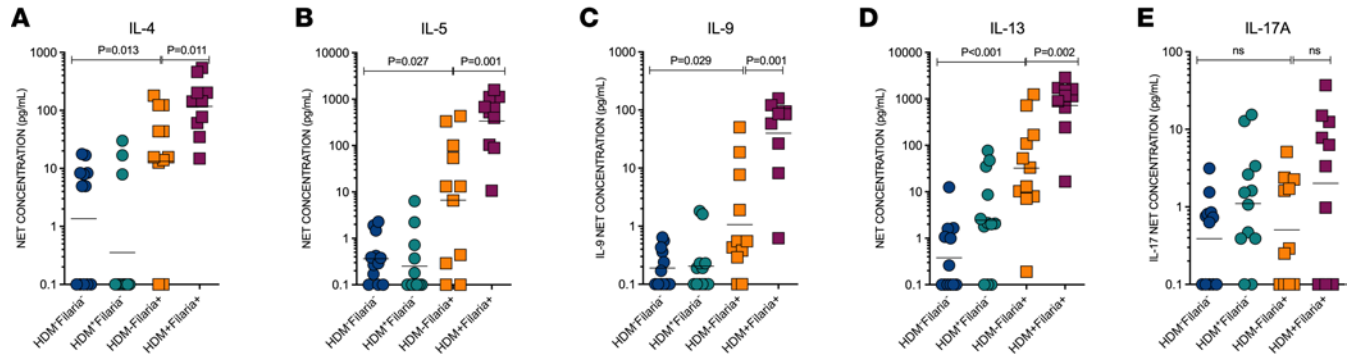 A
IL-4
P=0.013
P=0.011
NET CONCENTRATION (pg/mL)
1000
100
10
1
0.1
HDM⁻Filaria⁻
HDM⁺Filaria⁻
HDM-Filaria+
HDM+Filaria+
B
IL-5
P=0.027
P=0.001
NET CONCENTRATION (pg/mL)
10000
1000
100
10
1
0.1
HDM⁻Filaria⁻
HDM⁺Filaria⁻
HDM-Filaria+
HDM+Filaria+
C
IL-9
P=0.029
P=0.001
IL-9 NET CONCENTRATION (pg/mL)
1000
100
10
1
0.1
HDM⁻Filaria⁻
HDM⁺Filaria⁻
HDM-Filaria+
HDM+Filaria+
D
IL-13
P<0.001
P=0.002
NET CONCENTRATION (pg/mL)
10000
1000
100
10
1
0.1
HDM⁻Filaria⁻
HDM⁺Filaria⁻
HDM-Filaria+
HDM+Filaria+
E
IL-17A
ns
ns
IL-17 NET CONCENTRATION (pg/mL)
100
10
1
0.1
HDM⁻Filaria⁻
HDM⁺Filaria⁻
HDM-Filaria+
HDM+Filaria+